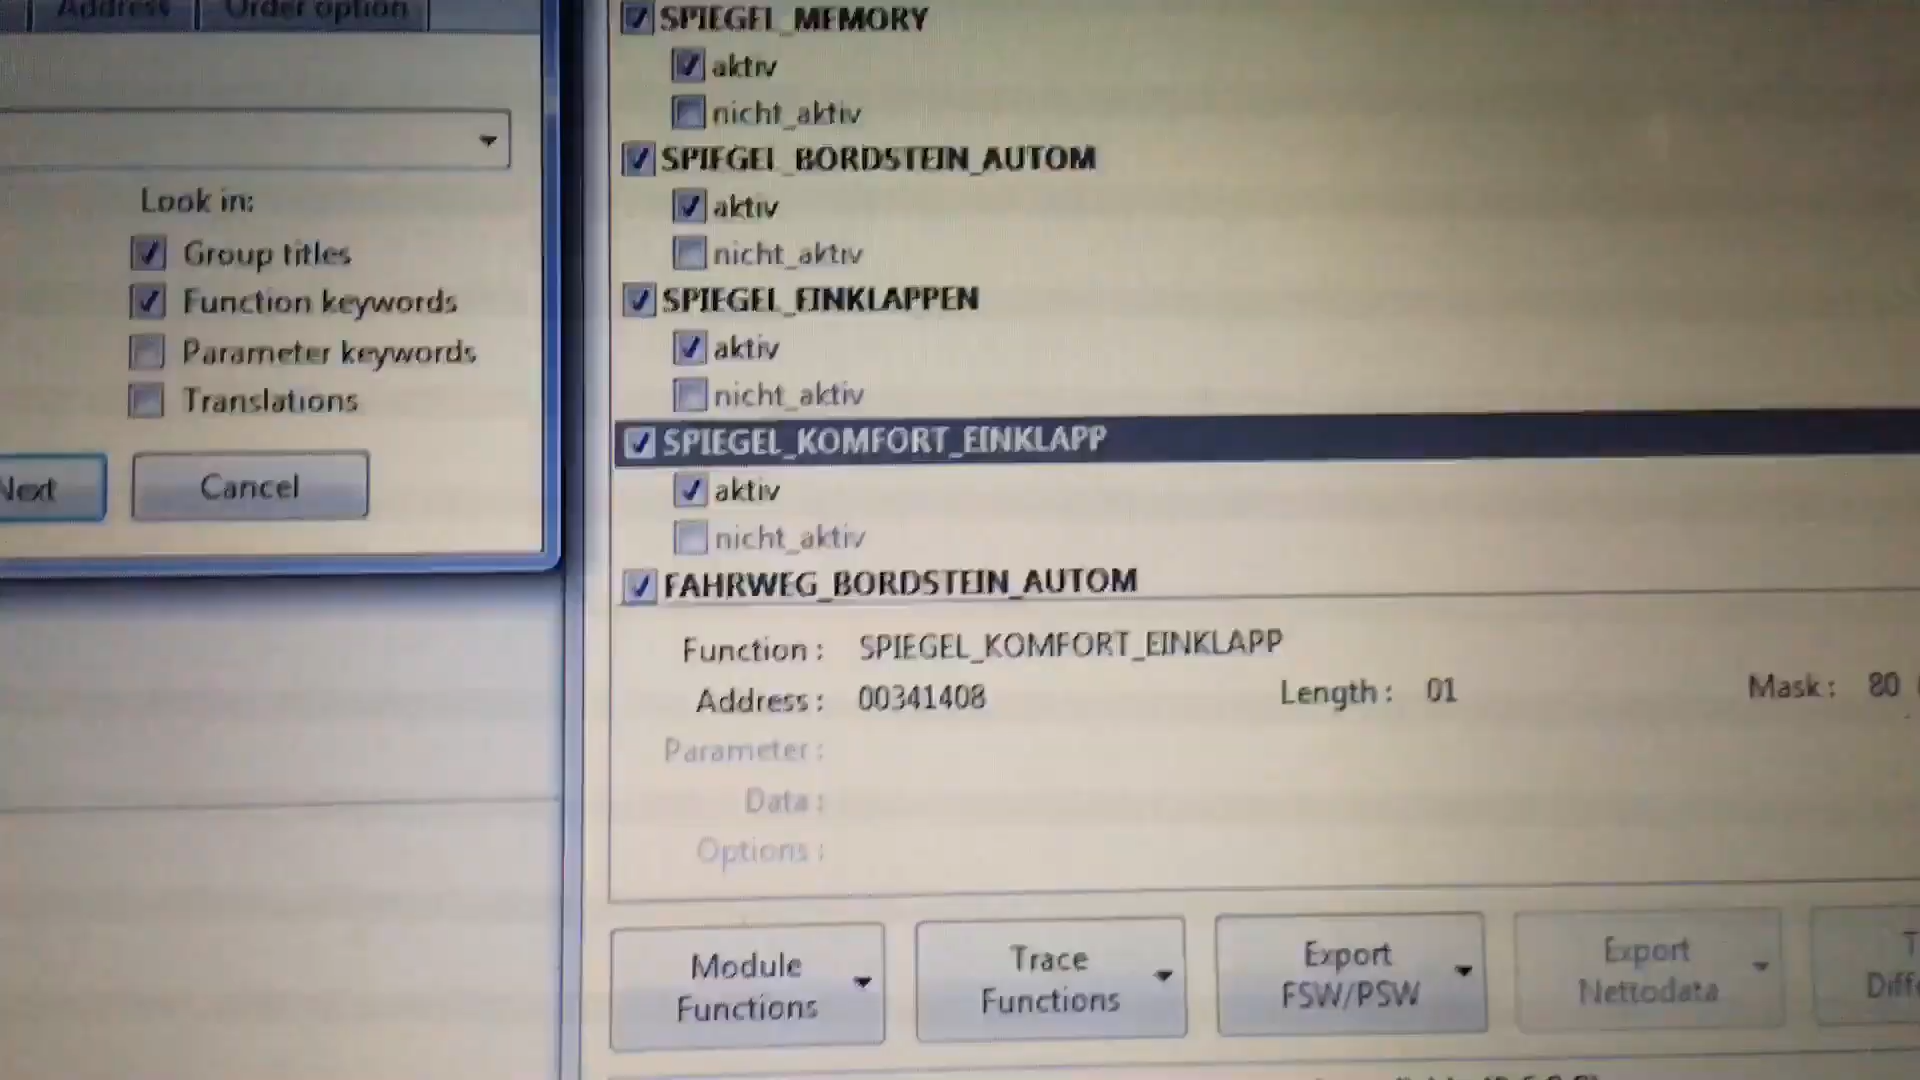 Address
Order option
Look in:
Group titles
Function keywords
Parameter keywords
Translations
Next
Cancel
SPIEGEL_MEMORY
aktiv
nicht_aktiv
SPIEGEL_BORDSTEIN_AUTOM
aktiv
nicht_aktiv
SPIEGEL_EINKLAPPEN
aktiv
nicht_aktiv
SPIEGEL_KOMFORT_EINKLAPP
aktiv
nicht_aktiv
FAHRWEG_BORDSTEIN_AUTOM
Function : SPIEGEL_KOMFORT_EINKLAPP
Address : 00341408 Length : 01 Mask : 80
Parameter :
Data :
Options :
Module
Functions
Trace
Functions
Export
FSW/PSW
Export
Nettodata